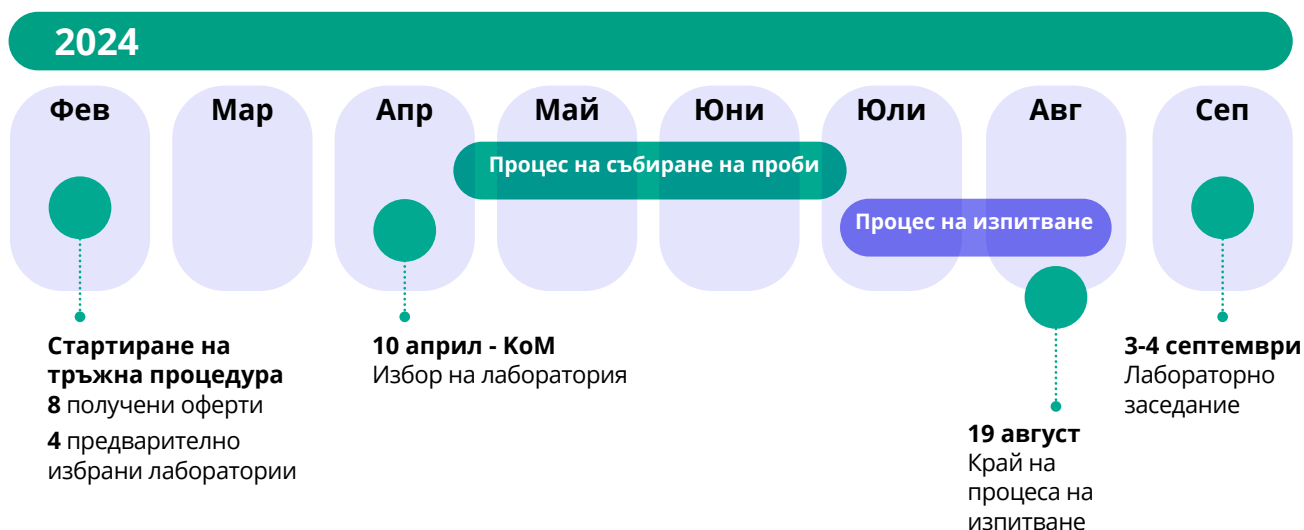 2024
Фев
Мар
Апр
Май
Юни
Юли
Авг
Сеп
Процес на събиране на проби
Процес на изпитване
Стартиране на
тръжна процедура
8 получени оферти
4 предварително
избрани лаборатории
10 април - KoM
Избор на лаборатория
19 август
Край на
процеса на
изпитване
3-4 септември
Лабораторно
заседание